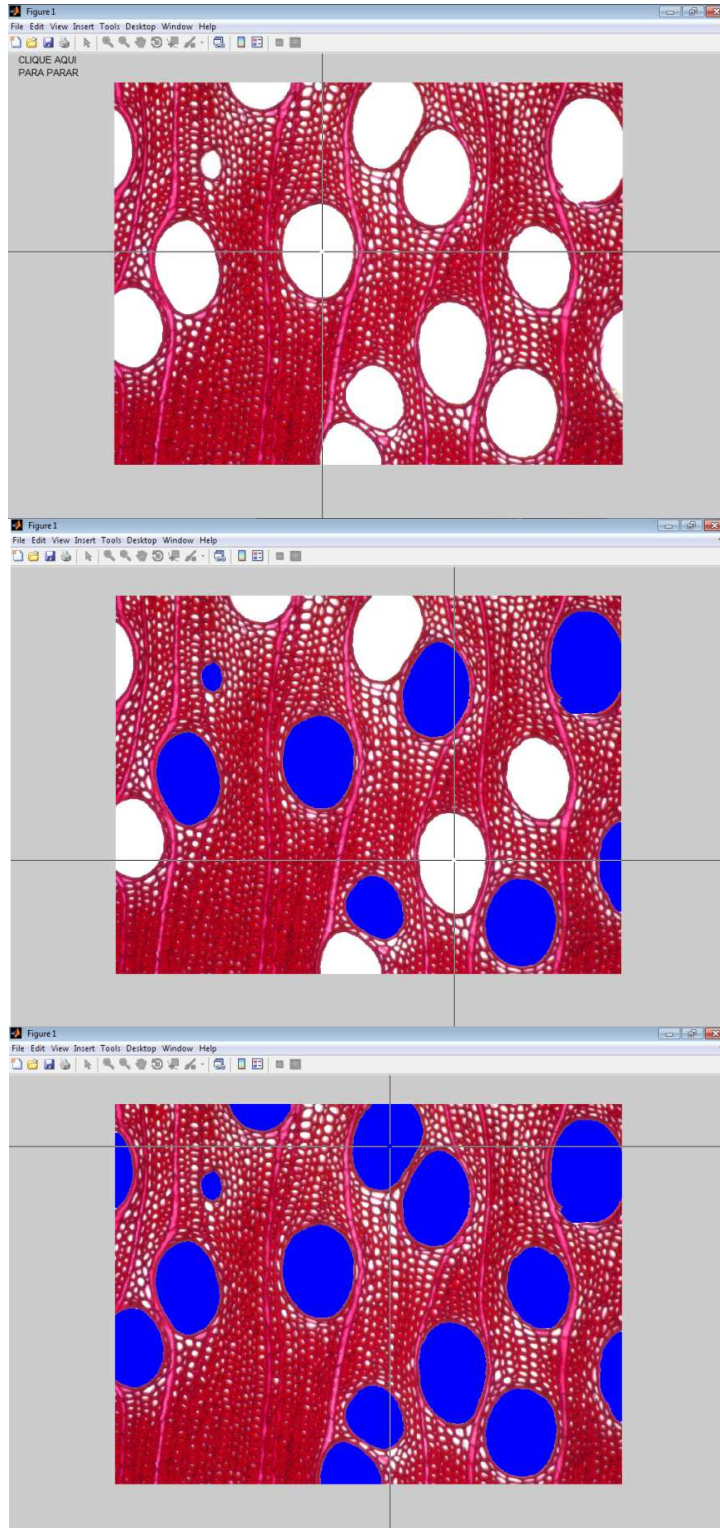 Figure 1
File Edit View Insert Tools Desktop Window Help
CLIQUE AQUI
PARA PARAR
Figure 1
File Edit View Insert Tools Desktop Window Help
Figure 1
File Edit View Insert Tools Desktop Window Help